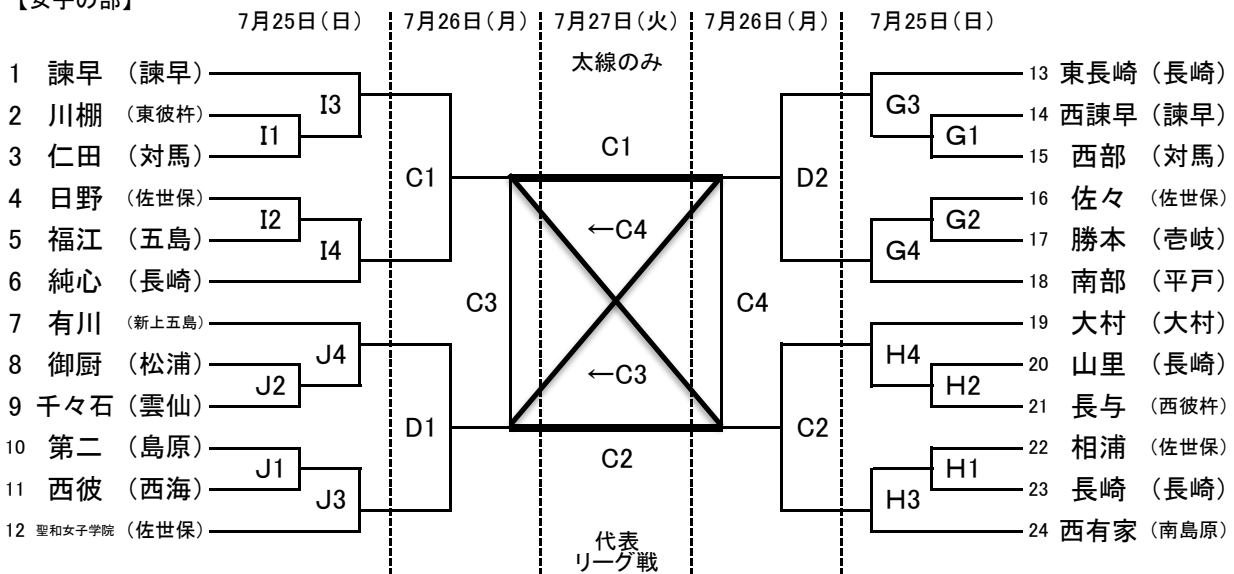 【女子の部】
7月25日(日)
7月26日(月)
7月27日(火)
7月26日(月)
7月25日(日)
太線のみ
1 諫早 (諫早)
2 川棚 (東彼杵)
3 仁田 (対馬)
4 日野 (佐世保)
5 福江 (五島)
6 純心 (長崎)
7 有川 (新上五島)
8 御厨 (松浦)
9 千々石 (雲仙)
10 第二 (島原)
11 西彼 (西海)
12 聖和女子学院 (佐世保)
I3
I1
I2
I4
J4
J2
J1
J3
C1
D1
C3
C1
←C4
←C3
C2
代表
リーグ戦
C4
D2
C2
G3
G1
G2
G4
H4
H2
H1
H3
13 東長崎 (長崎)
14 西諫早 (諫早)
15 西部 (対馬)
16 佐々 (佐世保)
17 勝本 (壱岐)
18 南部 (平戸)
19 大村 (大村)
20 山里 (長崎)
21 長与 (西彼杵)
22 相浦 (佐世保)
23 長崎 (長崎)
24 西有家 (南島原)